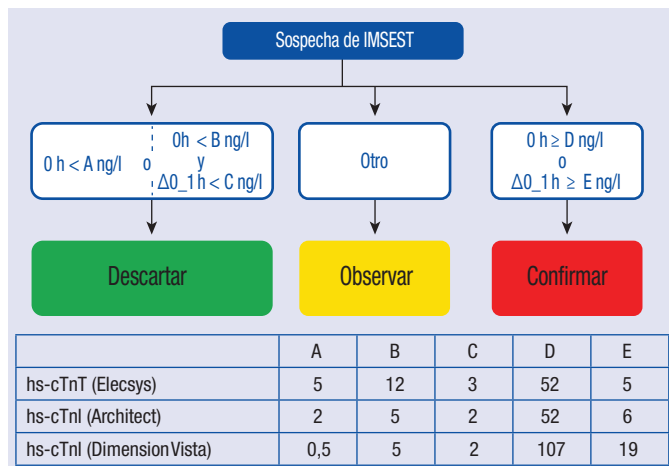 Sospecha de IMSEST
0 h < A ng/l o 0h < B ng/l
y
Δ0_1 h < C ng/l
Otro
0 h ≥ D ng/l
o
Δ0_1 h ≥ E ng/l
Descartar
Observar
Confirmar
A B C D E
hs-cTnT (Elecsys) 5 12 3 52 5
hs-cTnI (Architect) 2 5 2 52 6
hs-cTnI (Dimension Vista) 0,5 5 2 107 19